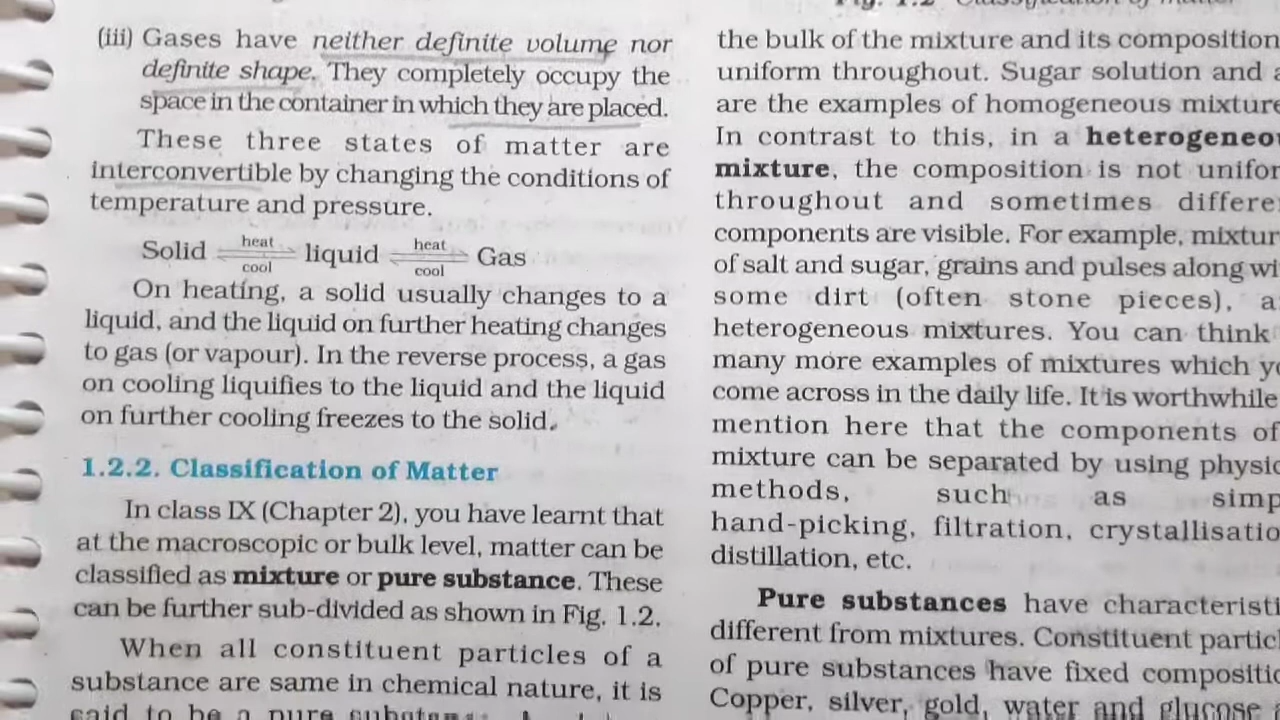 (iii) Gases have neither definite volume nor
definite shape. They completely occupy the
space in the container in which they are placed.
These three states of matter are
interconvertible by changing the conditions of
temperature and pressure.
Solid heat cool liquid heat cool Gas
On heating, a solid usually changes to a
liquid, and the liquid on further heating changes
to gas (or vapour). In the reverse process, a gas
on cooling liquifies to the liquid and the liquid
on further cooling freezes to the solid.
1.2.2. Classification of Matter
In class IX (Chapter 2), you have learnt that
at the macroscopic or bulk level, matter can be
classified as mixture or pure substance. These
can be further sub-divided as shown in Fig. 1.2.
When all constituent particles of a
substance are same in chemical nature, it is
said to be a pure
Fig. 1.2 Classification of matter
the bulk of the mixture and its composition
uniform throughout. Sugar solution and
are the examples of homogeneous
In contrast to this, in a
mixture, the composition is not
throughout and sometimes
components are visible. For example,
of salt and sugar, grains and pulses along
some dirt (often stone pieces),
heterogeneous mixtures. You can think
many more examples of mixtures which
come across in the daily life. It is worthwhile
mention here that the components of
mixture can be separated by using
methods, such as
hand-picking, filtration,
distillation, etc.
Pure substances have
different from mixtures. Constituent
of pure substances have fixed
Copper, silver, gold, water and glucose